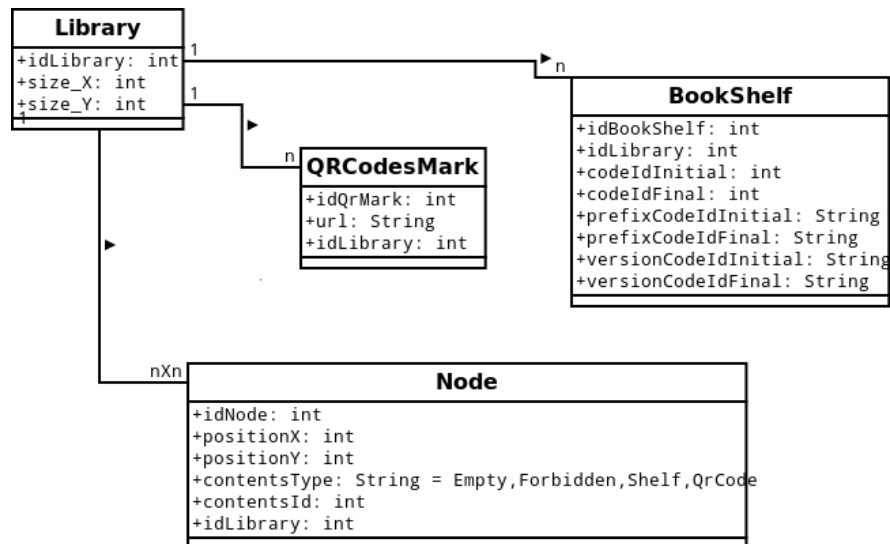 Library
+idLibrary: int
+size_X: int
+size_Y: int
1
1
1
n
BookShelf
+idBookShelf: int
+idLibrary: int
+codeIdInitial: int
+codeIdFinal: int
+prefixCodeIdInitial: String
+prefixCodeIdFinal: String
+versionCodeIdInitial: String
+versionCodeIdFinal: String
n
QRCodesMark
+idQrMark: int
+url: String
+idLibrary: int
nXn
Node
+idNode: int
+positionX: int
+positionY: int
+contentsType: String = Empty,Forbidden,Shelf,QrCode
+contentsId: int
+idLibrary: int